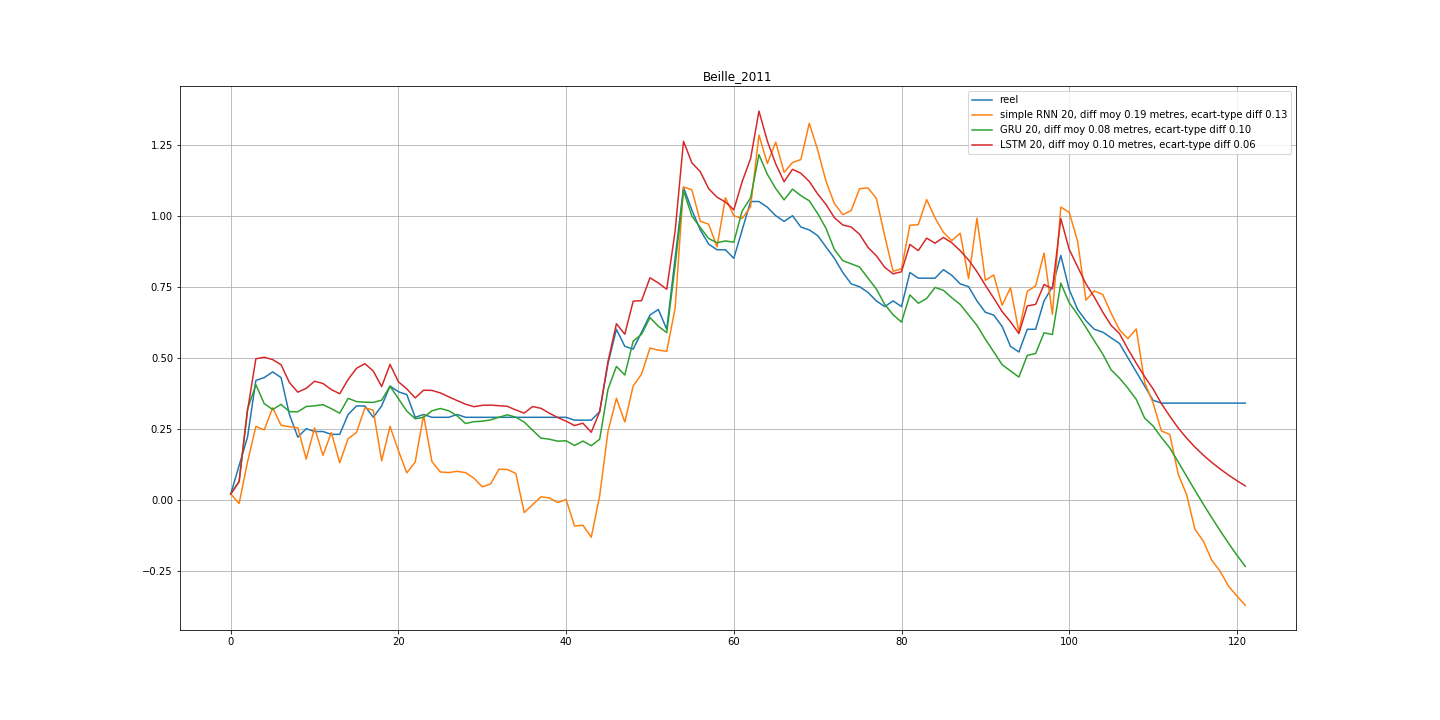 Beille_2011
reel
simple RNN 20, diff moy 0.19 metres, ecart-type diff 0.13
GRU 20, diff moy 0.08 metres, ecart-type diff 0.10
LSTM 20, diff moy 0.10 metres, ecart-type diff 0.06
1.25
1.00
0.75
0.50
0.25
0.00
−0.25
0 20 40 60 80 100 120